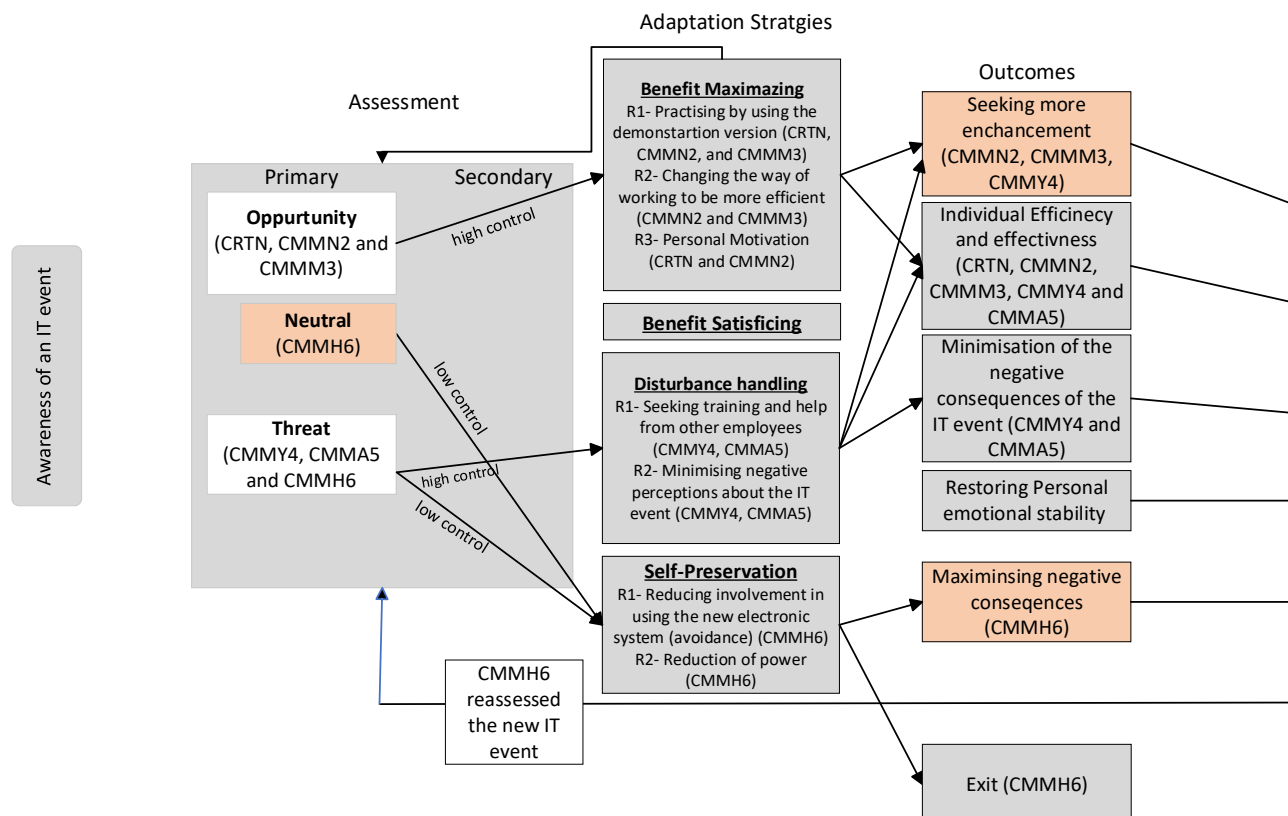 Adaptation Stratgies
Assessment
Outcomes
Awareness of an IT event
Primary
Secondary
Oppurtunity
(CRTN, CMMN2 and
CMMM3)
Neutral
(CMMH6)
Threat
(CMMY4, CMMA5
and CMMH6
high control
low control
high control
low control
Benefit Maximazing
R1- Practising by using the
demonstartion version (CRTN,
CMMN2, and CMMM3)
R2- Changing the way of
working to be more efficient
(CMMN2 and CMMM3)
R3- Personal Motivation
(CRTN and CMMN2)
Benefit Satisficing
Disturbance handling
R1- Seeking training and help
from other employees
(CMMY4, CMMA5)
R2- Minimising negative
perceptions about the IT
event (CMMY4, CMMA5)
Self-Preservation
R1- Reducing involvement in
using the new electronic
system (avoidance) (CMMH6)
R2- Reduction of power
(CMMH6)
CMMH6
reassessed
the new IT
event
Seeking more
enchancement
(CMMN2, CMMM3,
CMMY4)
Individual Efficinecy
and effectivness
(CRTN, CMMN2,
CMMM3, CMMY4 and
CMMA5)
Minimisation of the
negative
consequences of the
IT event (CMMY4 and
CMMA5)
Restoring Personal
emotional stability
Maximinsing negative
conseqences
(CMMH6)
Exit (CMMH6)